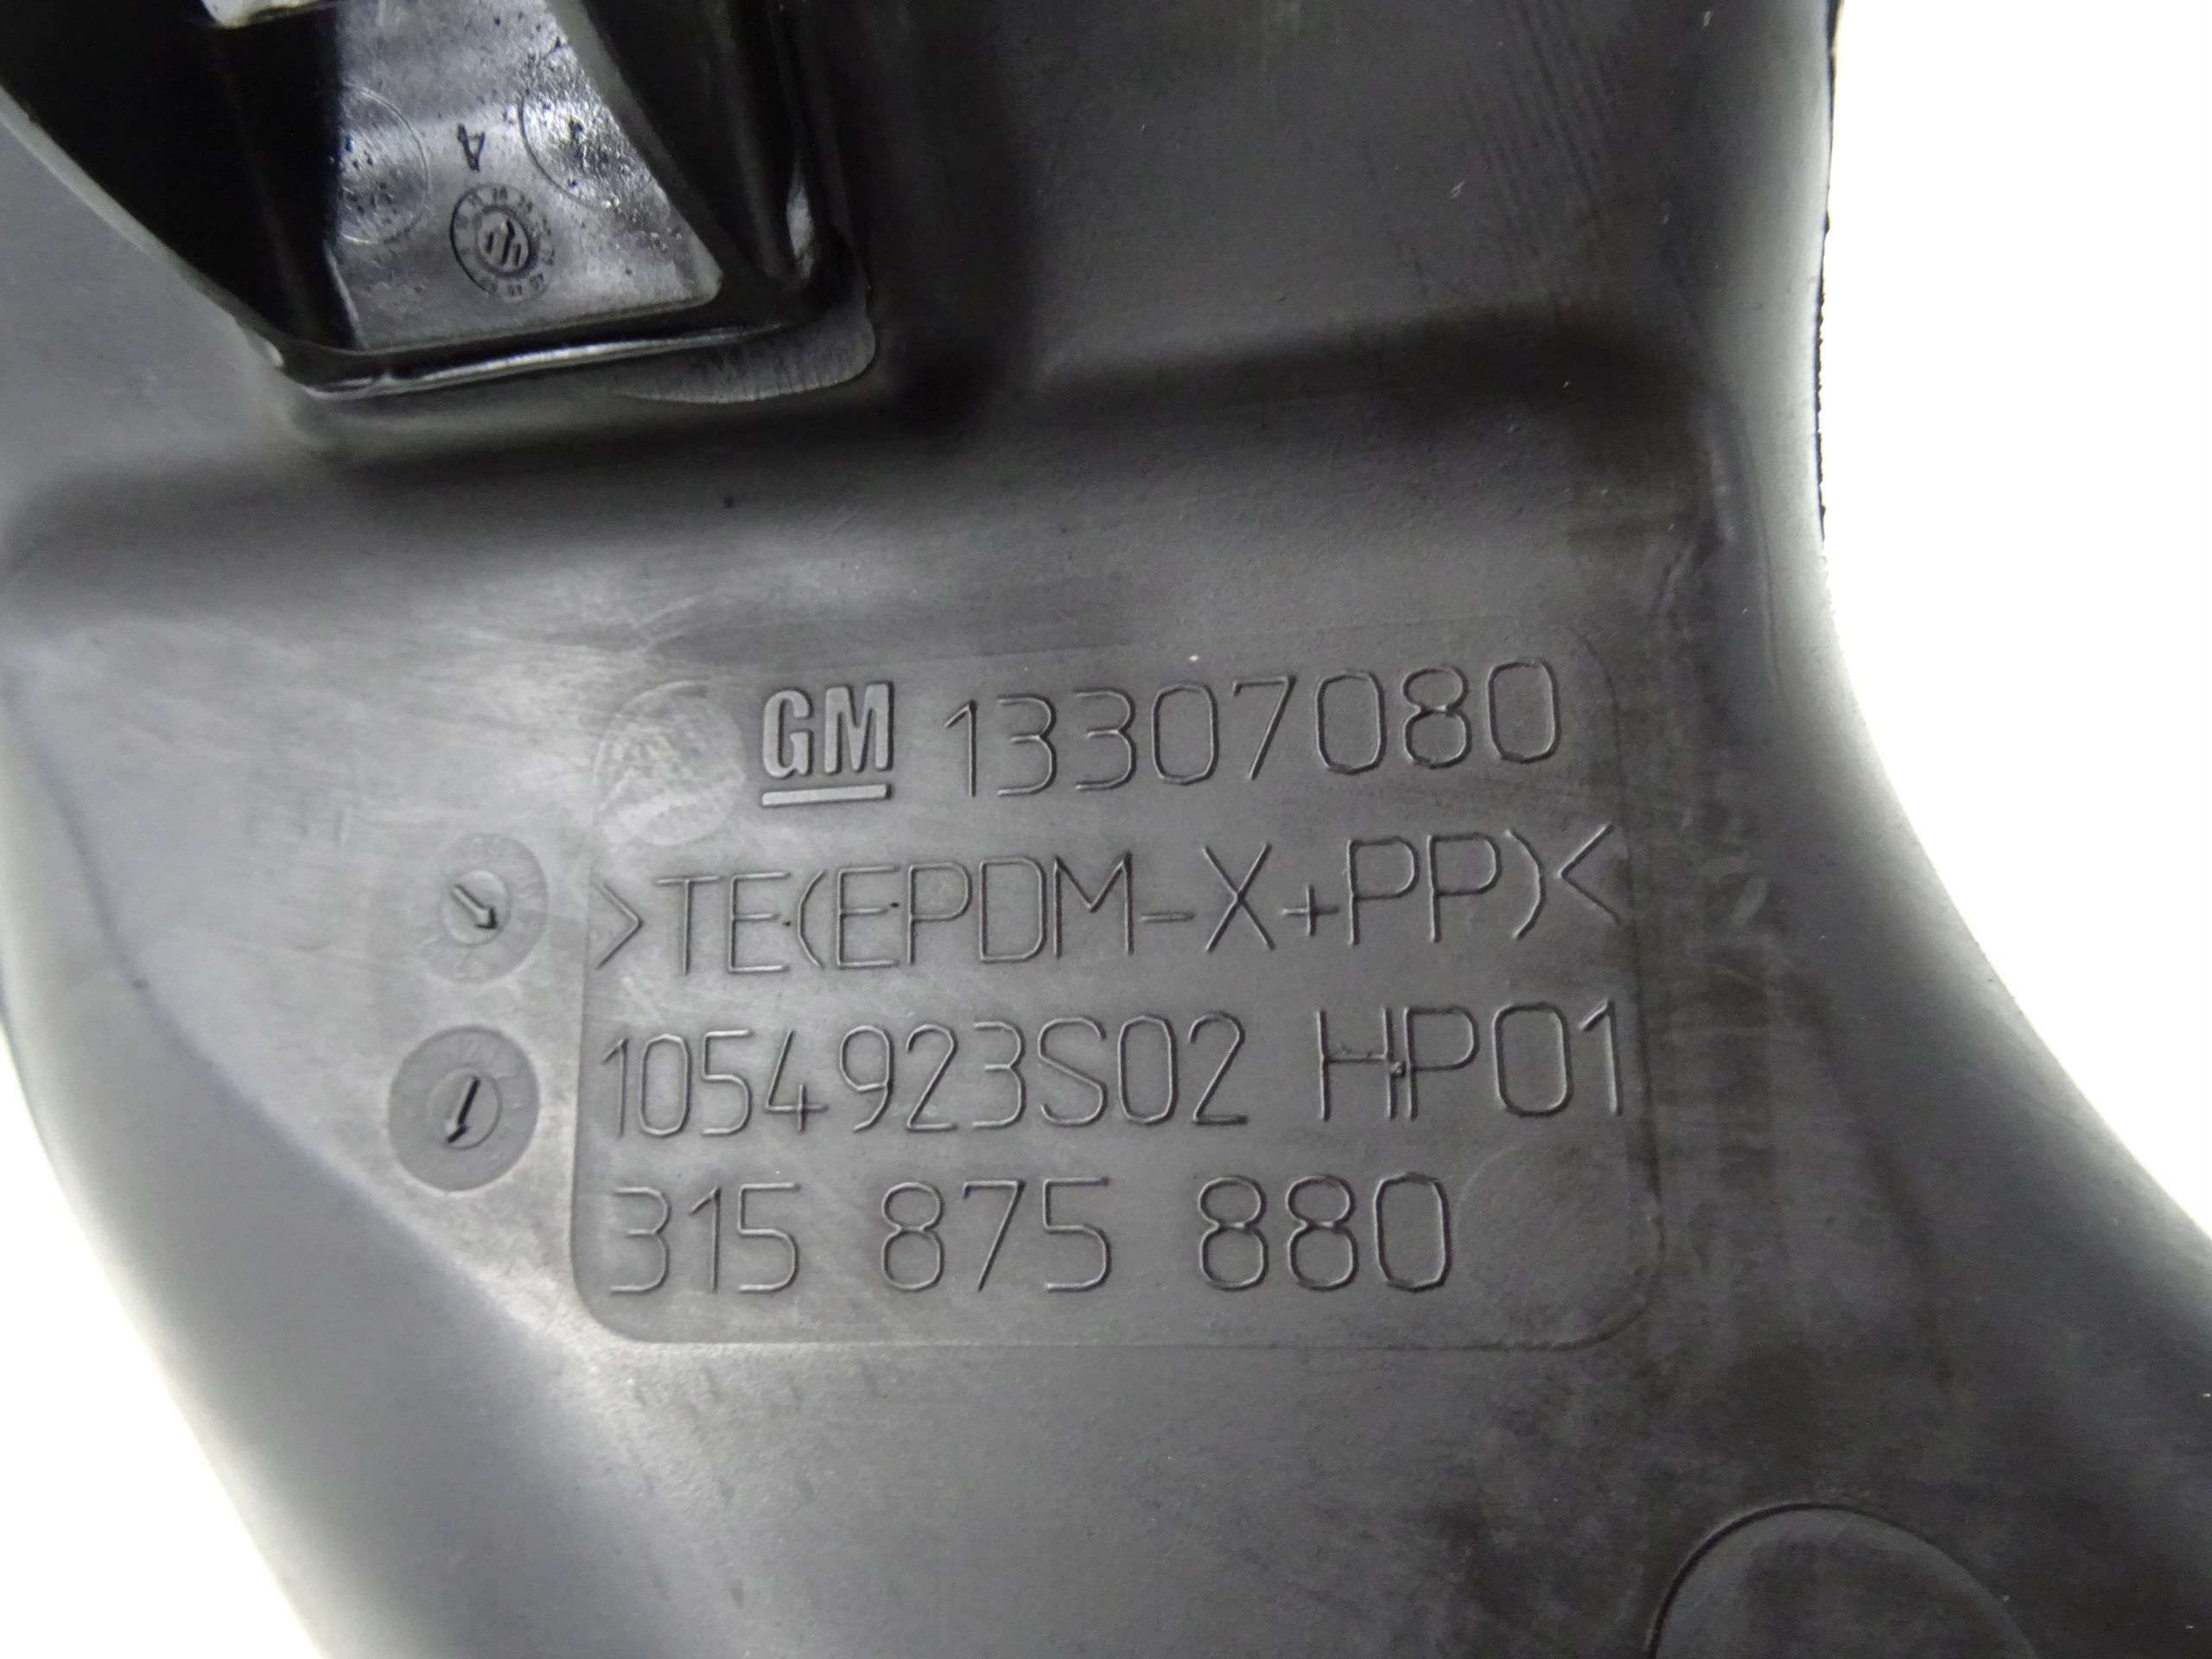 A
GM 13307080
>TE(EPDM-X+PP)<
1054923S02 HP01
315 875 880